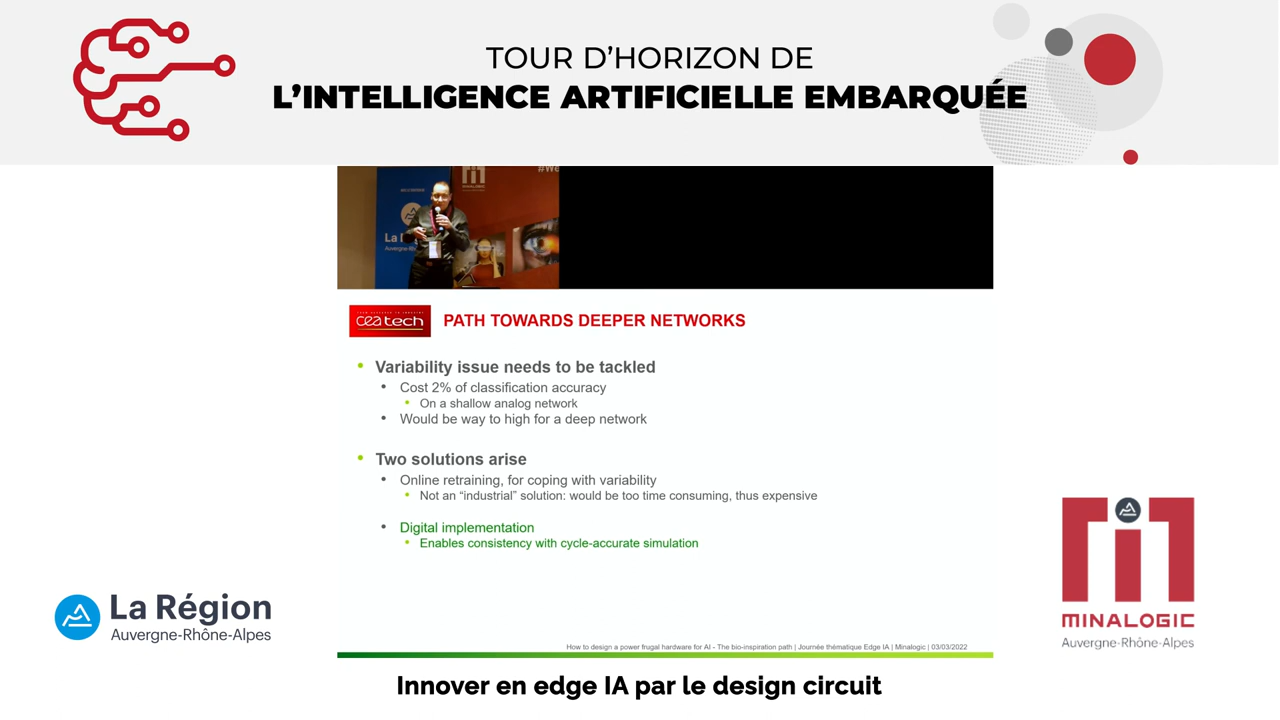 TOUR D'HORIZON DE
L'INTELLIGENCE ARTIFICIELLE EMBARQUÉE
#We
MINALOGIC
La R
Auvergne-Rh
ceatech
PATH TOWARDS DEEPER NETWORKS
• Variability issue needs to be tackled
• Cost 2% of classification accuracy
• On a shallow analog network
• Would be way to high for a deep network
• Two solutions arise
• Online retraining, for coping with variability
• Not an “industrial” solution: would be too time consuming, thus expensive
• Digital implementation
• Enables consistency with cycle-accurate simulation
How to design a power frugal hardware for AI - The bio-inspiration path | Journée thématique Edge IA | Minalogic | 03/03/2022
La Région
Auvergne-Rhône-Alpes
MINALOGIC
Auvergne-Rhône-Alpes
Innover en edge IA par le design circuit